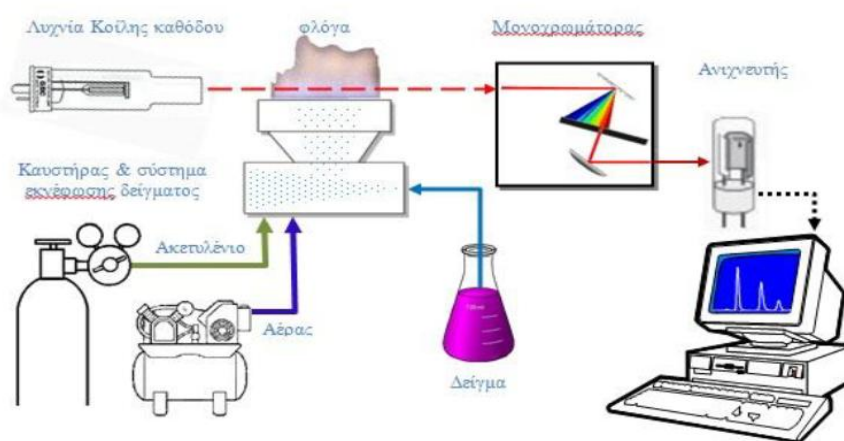 Λυχνία Κοίλης καθόδου
φλόγα
Μονοχρωμάτορας
Ανιχνευτής
Καυστήρας & σύστημα
εκνέφωσης δείγματος
Ακετυλένιο
Αέρας
Δείγμα